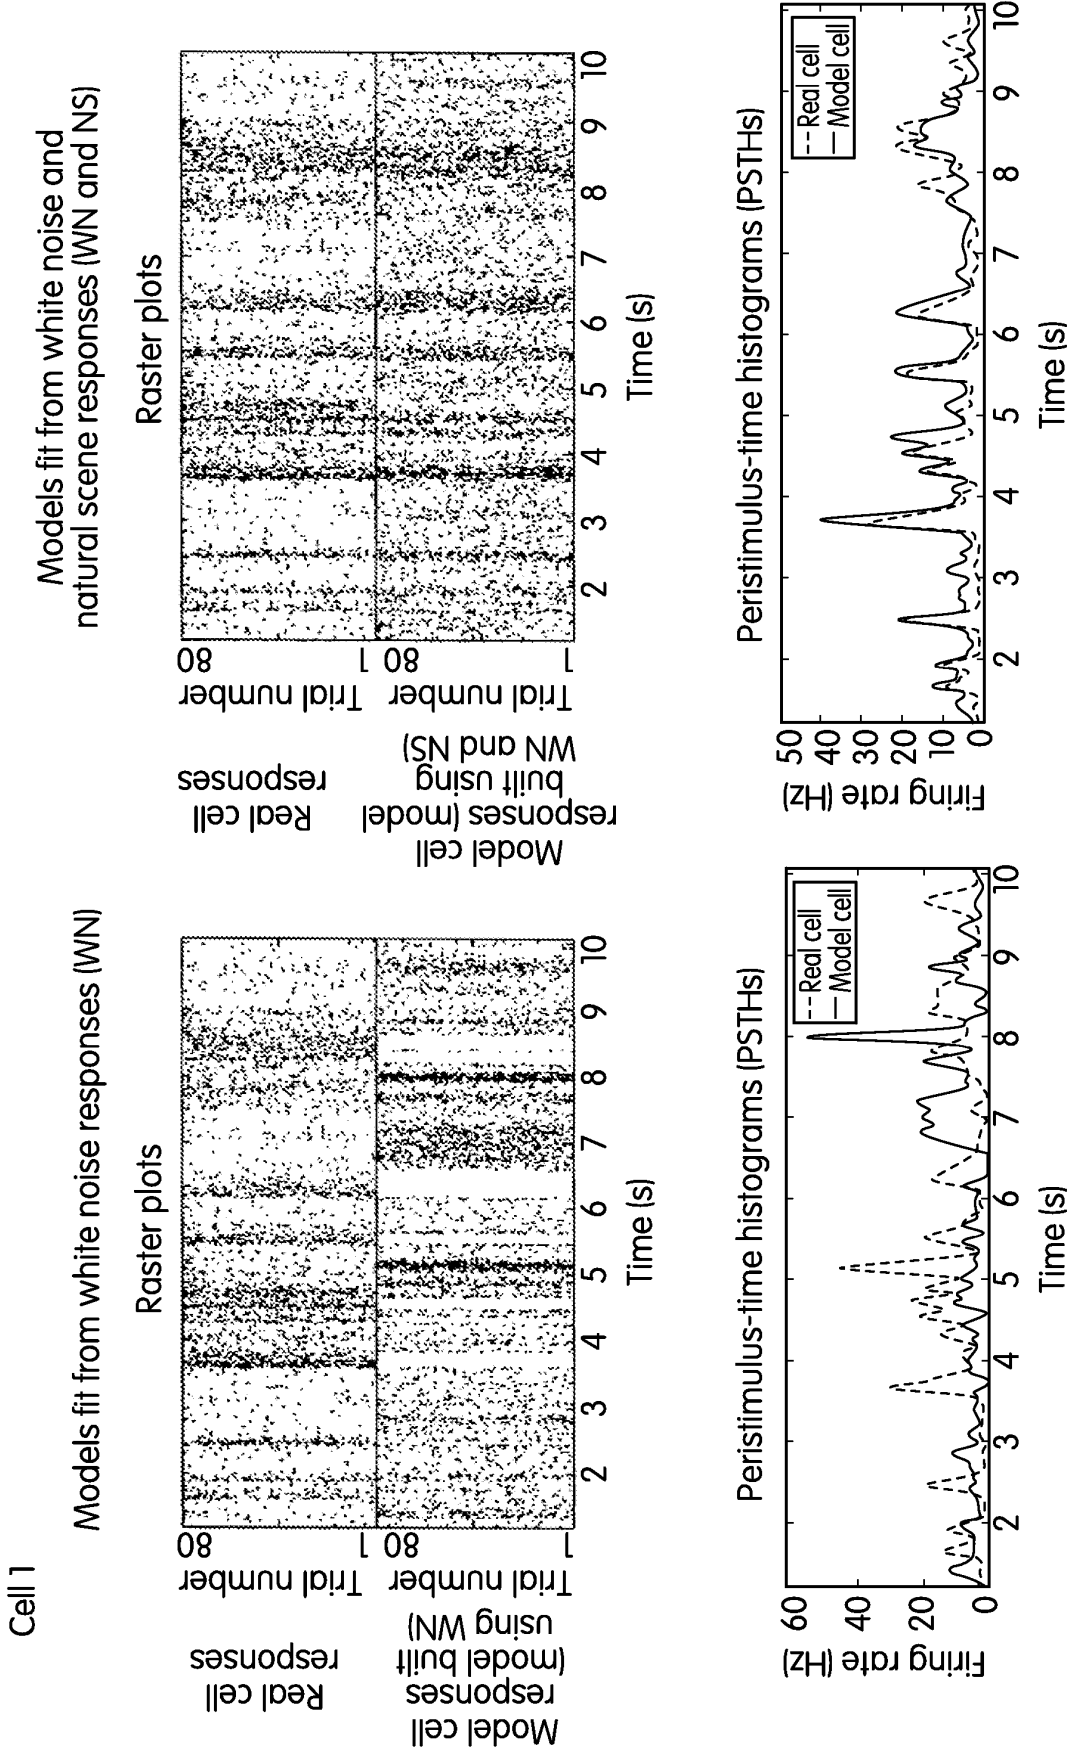 Cell 1
Models fit from white noise responses (WN)
Raster plots
Real cell
responses
Trial number
80
1
Model cell
responses
(model built
using WN)
Trial number
80
1
2 3 4 5 6 7 8 9 10
Time (s)
Peristimulus-time histograms (PSTHs)
Firing rate (Hz)
60
40
20
0
Real cell
Model cell
2 3 4 5 6 7 8 9 10
Time (s)
Models fit from white noise and
natural scene responses (WN and NS)
Raster plots
Real cell
responses
Trial number
80
1
Model cell
responses (model
built using
WN and NS)
Trial number
80
1
2 3 4 5 6 7 8 9 10
Time (s)
Peristimulus-time histograms (PSTHs)
Firing rate (Hz)
50
40
30
20
10
0
Real cell
Model cell
2 3 4 5 6 7 8 9 10
Time (s)